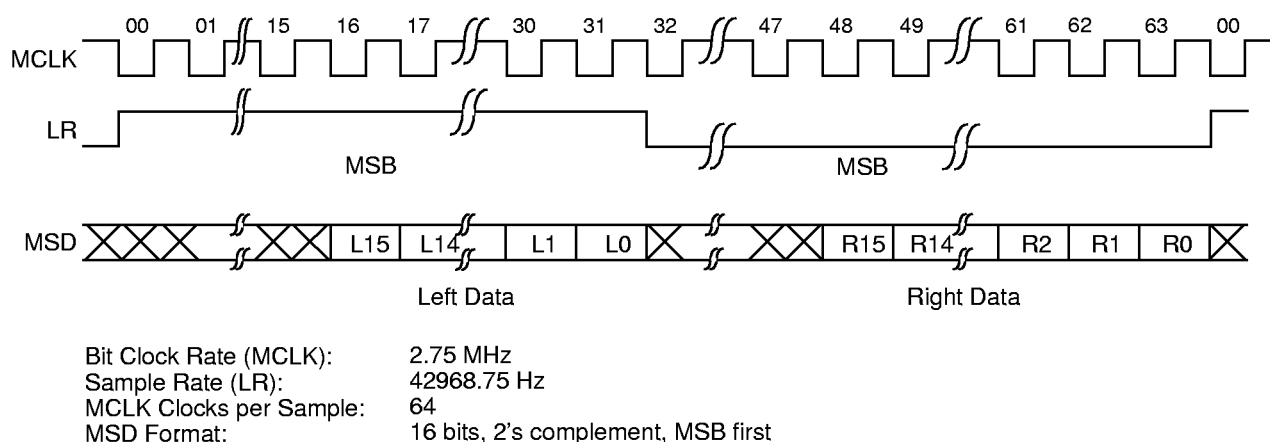 00 01 15 16 17 30 31 32 47 48 49 61 62 63 00
MCLK
LR
MSB MSB
MSD L15 L14 L1 L0 R15 R14 R2 R1 R0
Left Data Right Data
Bit Clock Rate (MCLK): 2.75 MHz
Sample Rate (LR): 42968.75 Hz
MCLK Clocks per Sample: 64
MSD Format: 16 bits, 2's complement, MSB first